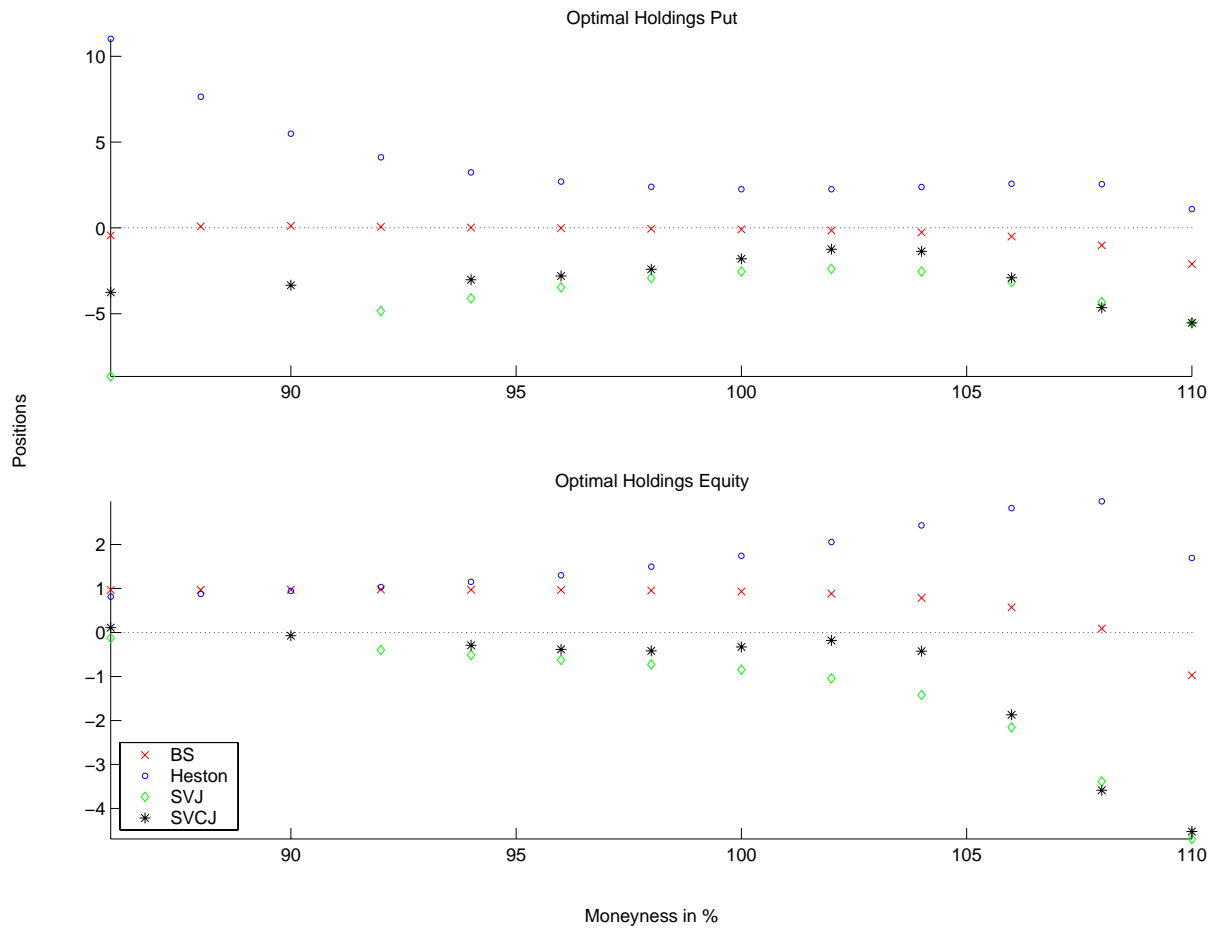 Optimal Holdings Put
10
5
0
−5
90 95 100 105 110
Positions
Optimal Holdings Equity
2
1
0
−1
−2
−3
−4
BS
Heston
SVJ
SVCJ
90 95 100 105 110
Moneyness in %